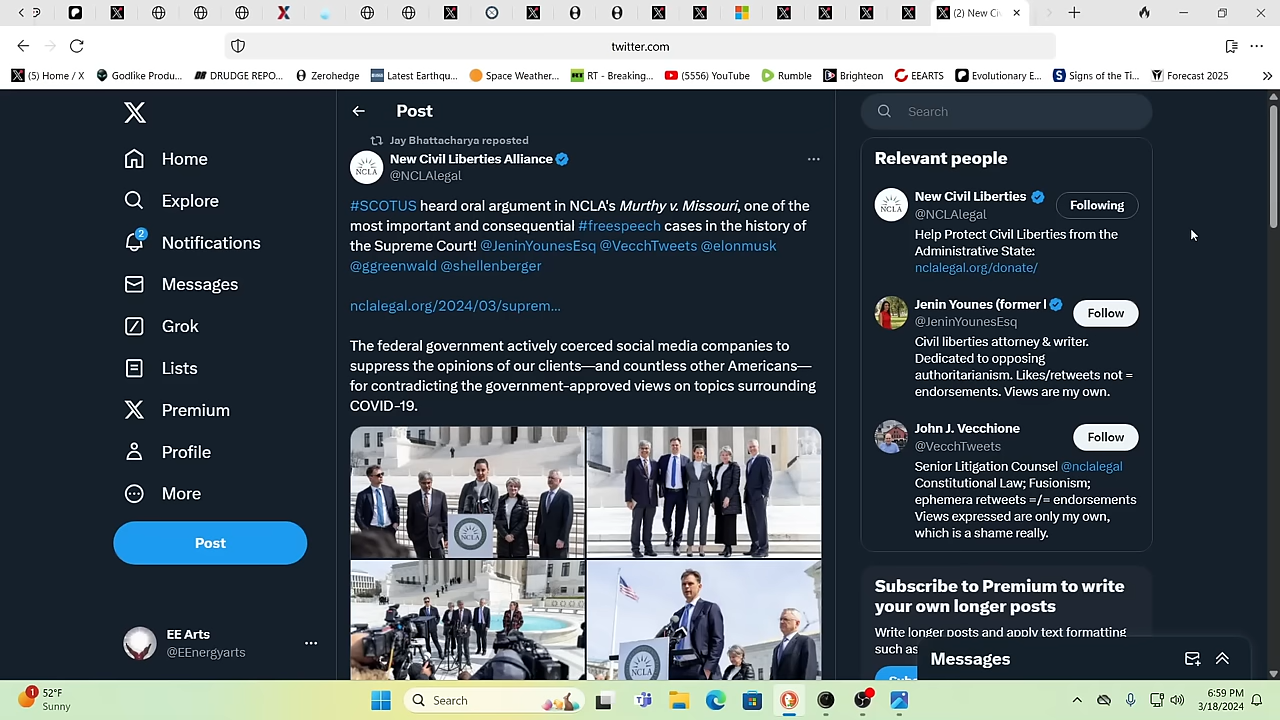 (2) New Ci
twitter.com
(5) Home / X
Godlike Produ...
DRUDGE REPO...
Zerohedge
Latest Earthqu...
Space Weather...
RT - Breaking...
(5556) YouTube
Rumble
Brighteon
EEARTS
Evolutionary E...
Signs of the Ti...
Forecast 2025
Home
Explore
2
Notifications
Messages
Grok
Lists
Premium
Profile
More
Post
EE Arts
@EEnergyarts
Post
Jay Bhattacharya reposted
New Civil Liberties Alliance
@NCLAlegal
#SCOTUS heard oral argument in NCLA's Murthy v. Missouri, one of the
most important and consequential #freespeech cases in the history of
the Supreme Court! @JeninYounesEsq @VecchTweets @elonmusk
@ggreenwald @shellenberger
nclalegal.org/2024/03/suprem...
The federal government actively coerced social media companies to
suppress the opinions of our clients—and countless other Americans—
for contradicting the government-approved views on topics surrounding
COVID-19.
NCLA
Search
Relevant people
New Civil Liberties
@NCLAlegal
Following
Help Protect Civil Liberties from the
Administrative State:
nclalegal.org/donate/
Jenin Younes (former l
@JeninYounesEsq
Follow
Civil liberties attorney & writer.
Dedicated to opposing
authoritarianism. Likes/retweets not =
endorsements. Views are my own.
John J. Vecchione
@VecchTweets
Follow
Senior Litigation Counsel @nclalegal
Constitutional Law; Fusionism;
ephemera retweets =/= endorsements
Views expressed are only my own,
which is a shame really.
Subscribe to Premium to write
your own longer posts
Write longer posts and apply text formatting
such as
Messages
1
52°F
Sunny
Search
6:59 PM
3/18/2024